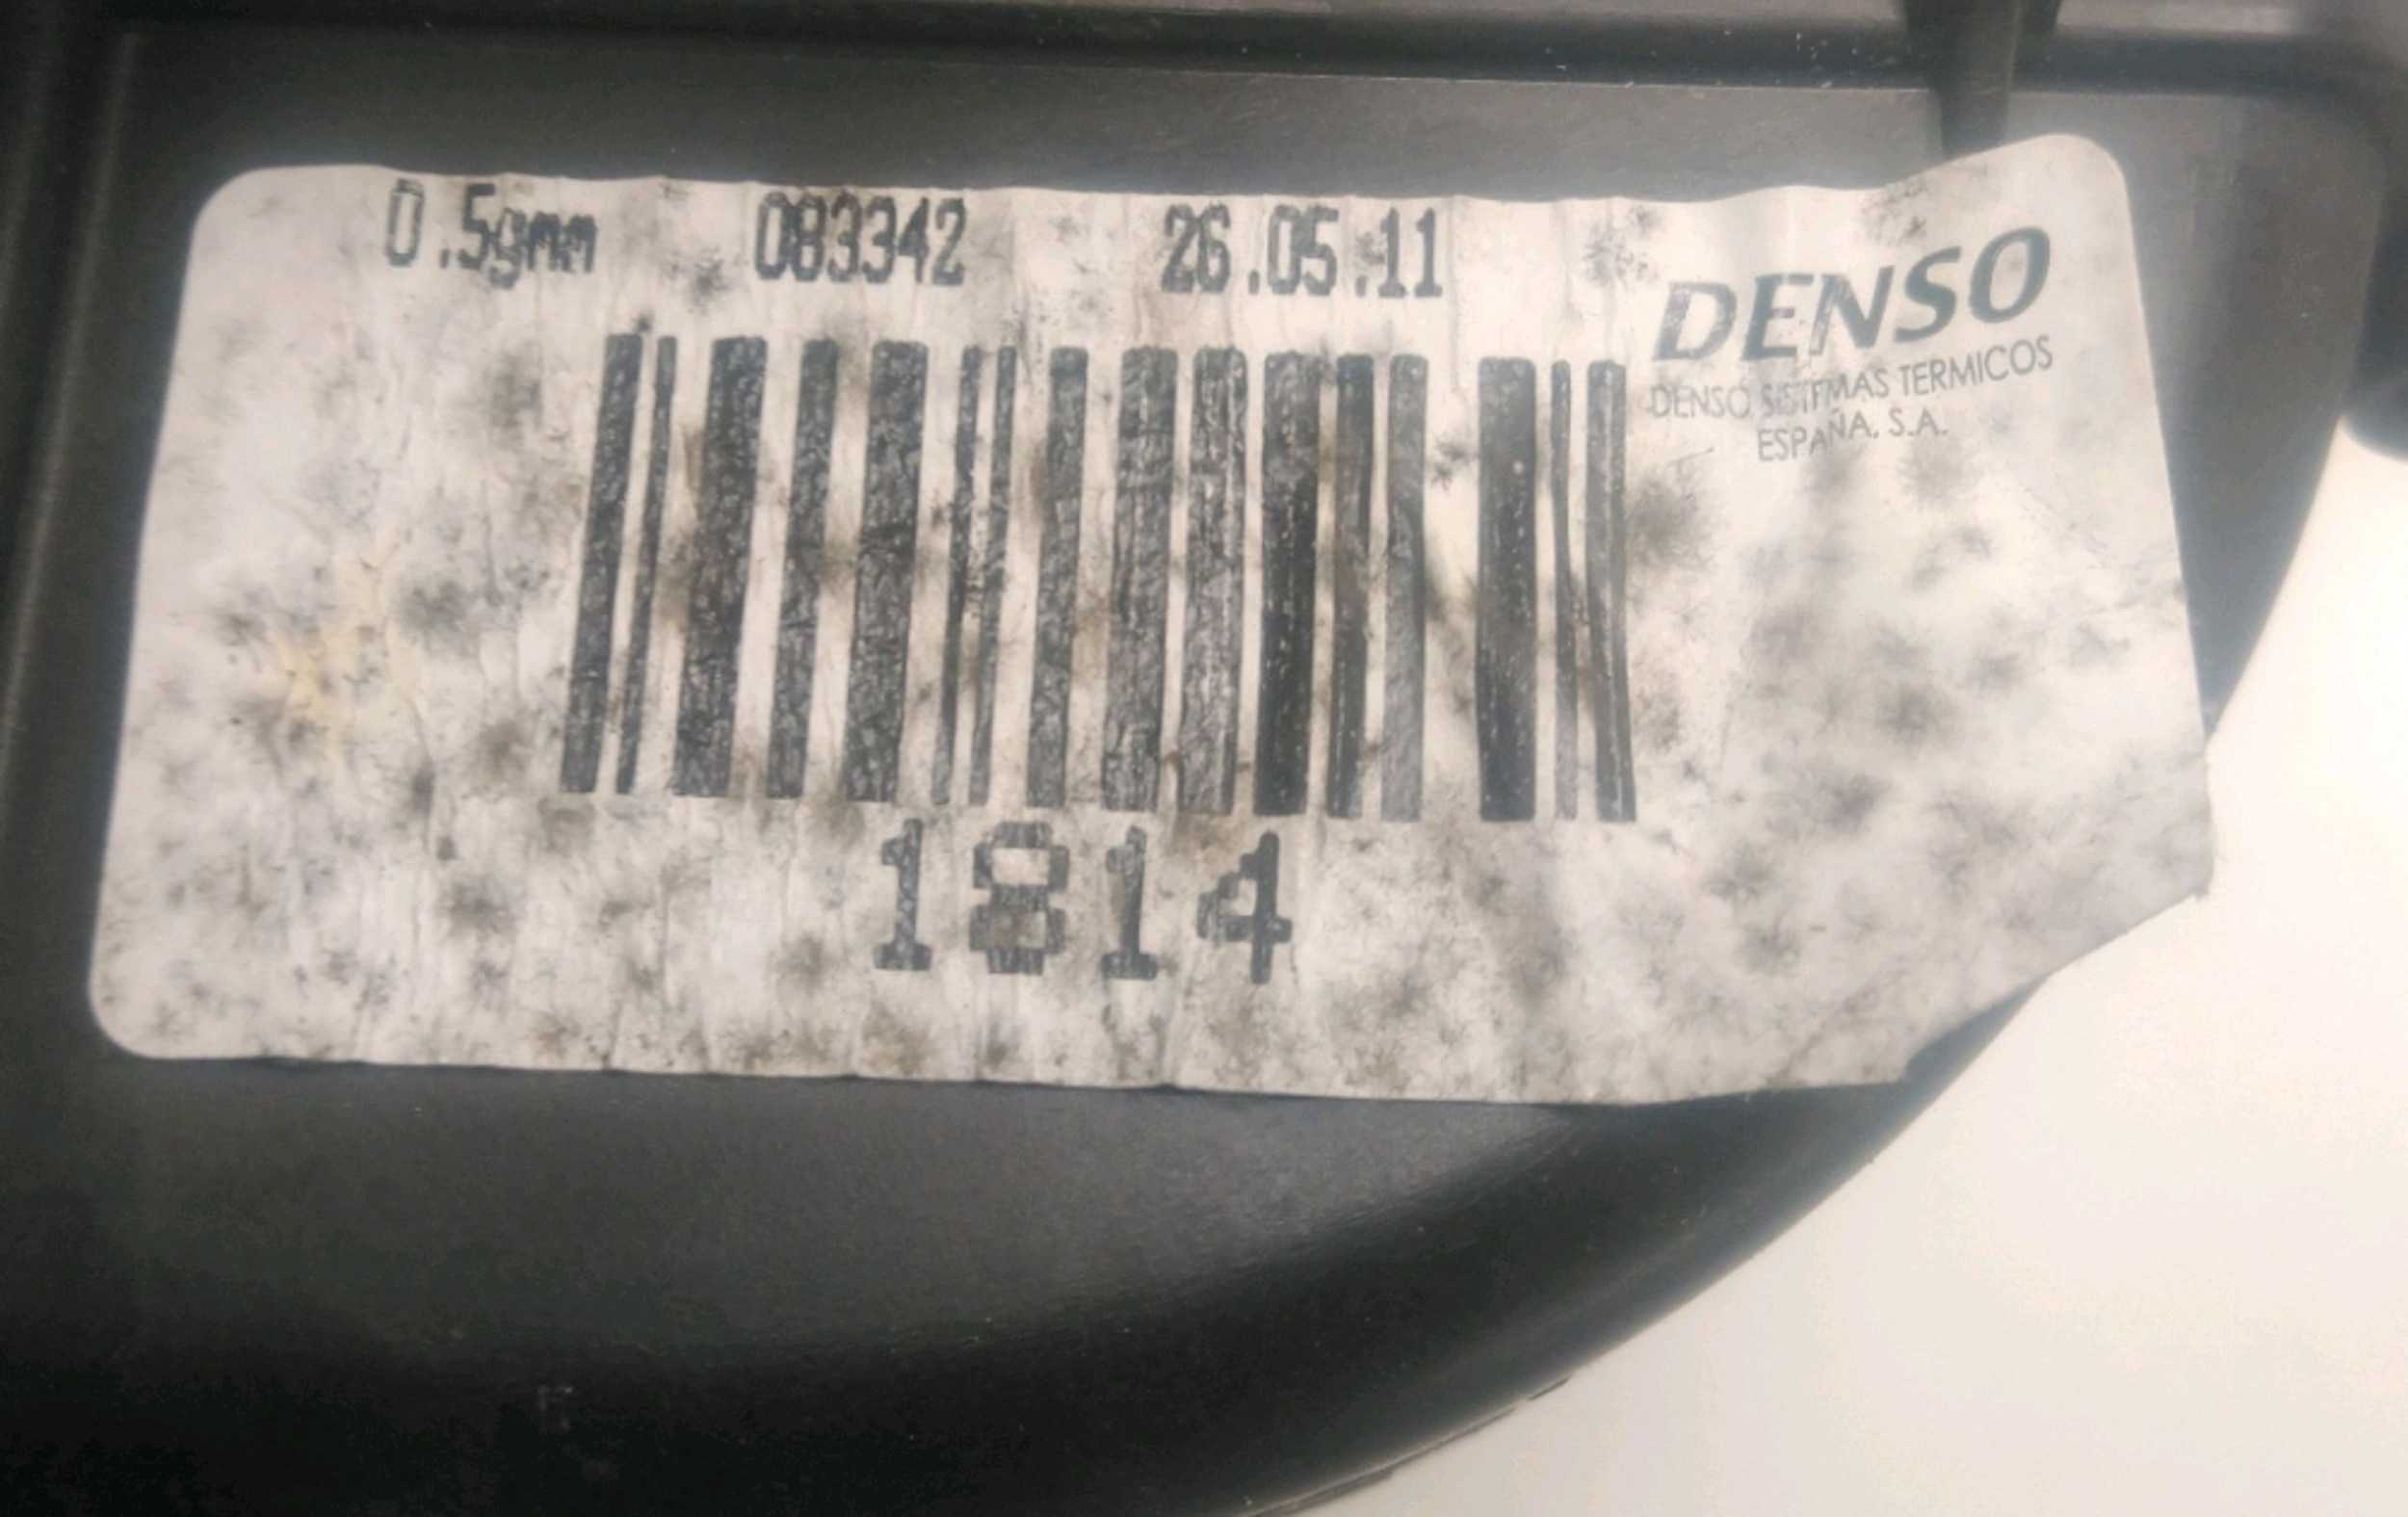 0.5gmm 083342 26.05.11
DENSO
DENSO SISTEMAS TERMICOS
ESPAÑA, S.A.
1814